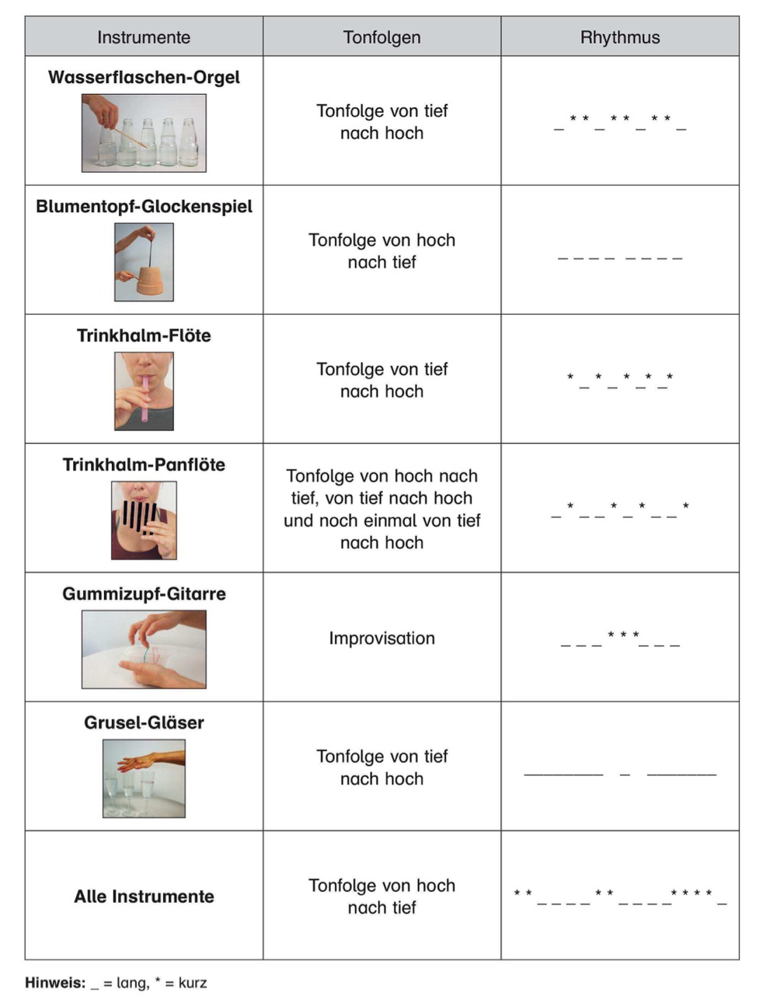 Instrumente
Tonfolgen
Rhythmus
Wasserflaschen-Orgel
Tonfolge von tief
nach hoch
_**_**_**_
Blumentopf-Glockenspiel
Tonfolge von hoch
nach tief
_ _ _ _ _ _ _ _
Trinkhalm-Flöte
Tonfolge von tief
nach hoch
*_*_*_*_*
Trinkhalm-Panflöte
Tonfolge von hoch nach
tief, von tief nach hoch
und noch einmal von tief
nach hoch
_*_ _*_*_ _*
Gummizupf-Gitarre
Improvisation
_ _ _***_ _ _
Grusel-Gläser
Tonfolge von tief
nach hoch
________ _ _______
Alle Instrumente
Tonfolge von hoch
nach tief
**_ _ _ _**_ _ _ _****_
Hinweis: _ = lang, * = kurz